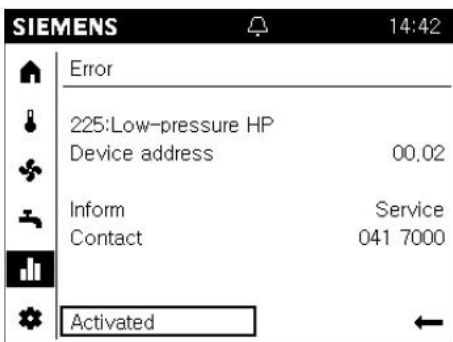 SIEMENS 14:42
Error
225:Low-pressure HP
Device address 00.02
Inform Service
Contact 041 7000
Activated